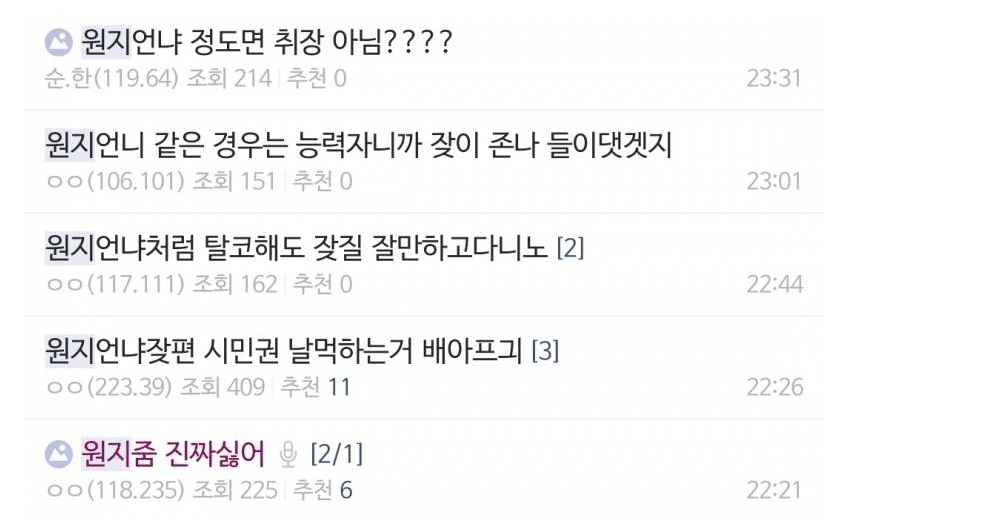 원지언냐 정도면 취장 아님????
순.한(119.64) 조회 214 추천 0 23:31
원지언니 같은 경우는 능력자니까 잦이 존나 들이댓겟지
ㅇㅇ(106.101) 조회 151 추천 0 23:01
원지언냐처럼 탈코해도 잦질 잘만하고다니노 [2]
ㅇㅇ(117.111) 조회 162 추천 0 22:44
원지언냐잦편 시민권 날먹하는거 배아프긔 [3]
ㅇㅇ(223.39) 조회 409 추천 11 22:26
원지줌 진짜싫어 [2/1]
ㅇㅇ(118.235) 조회 225 추천 6 22:21